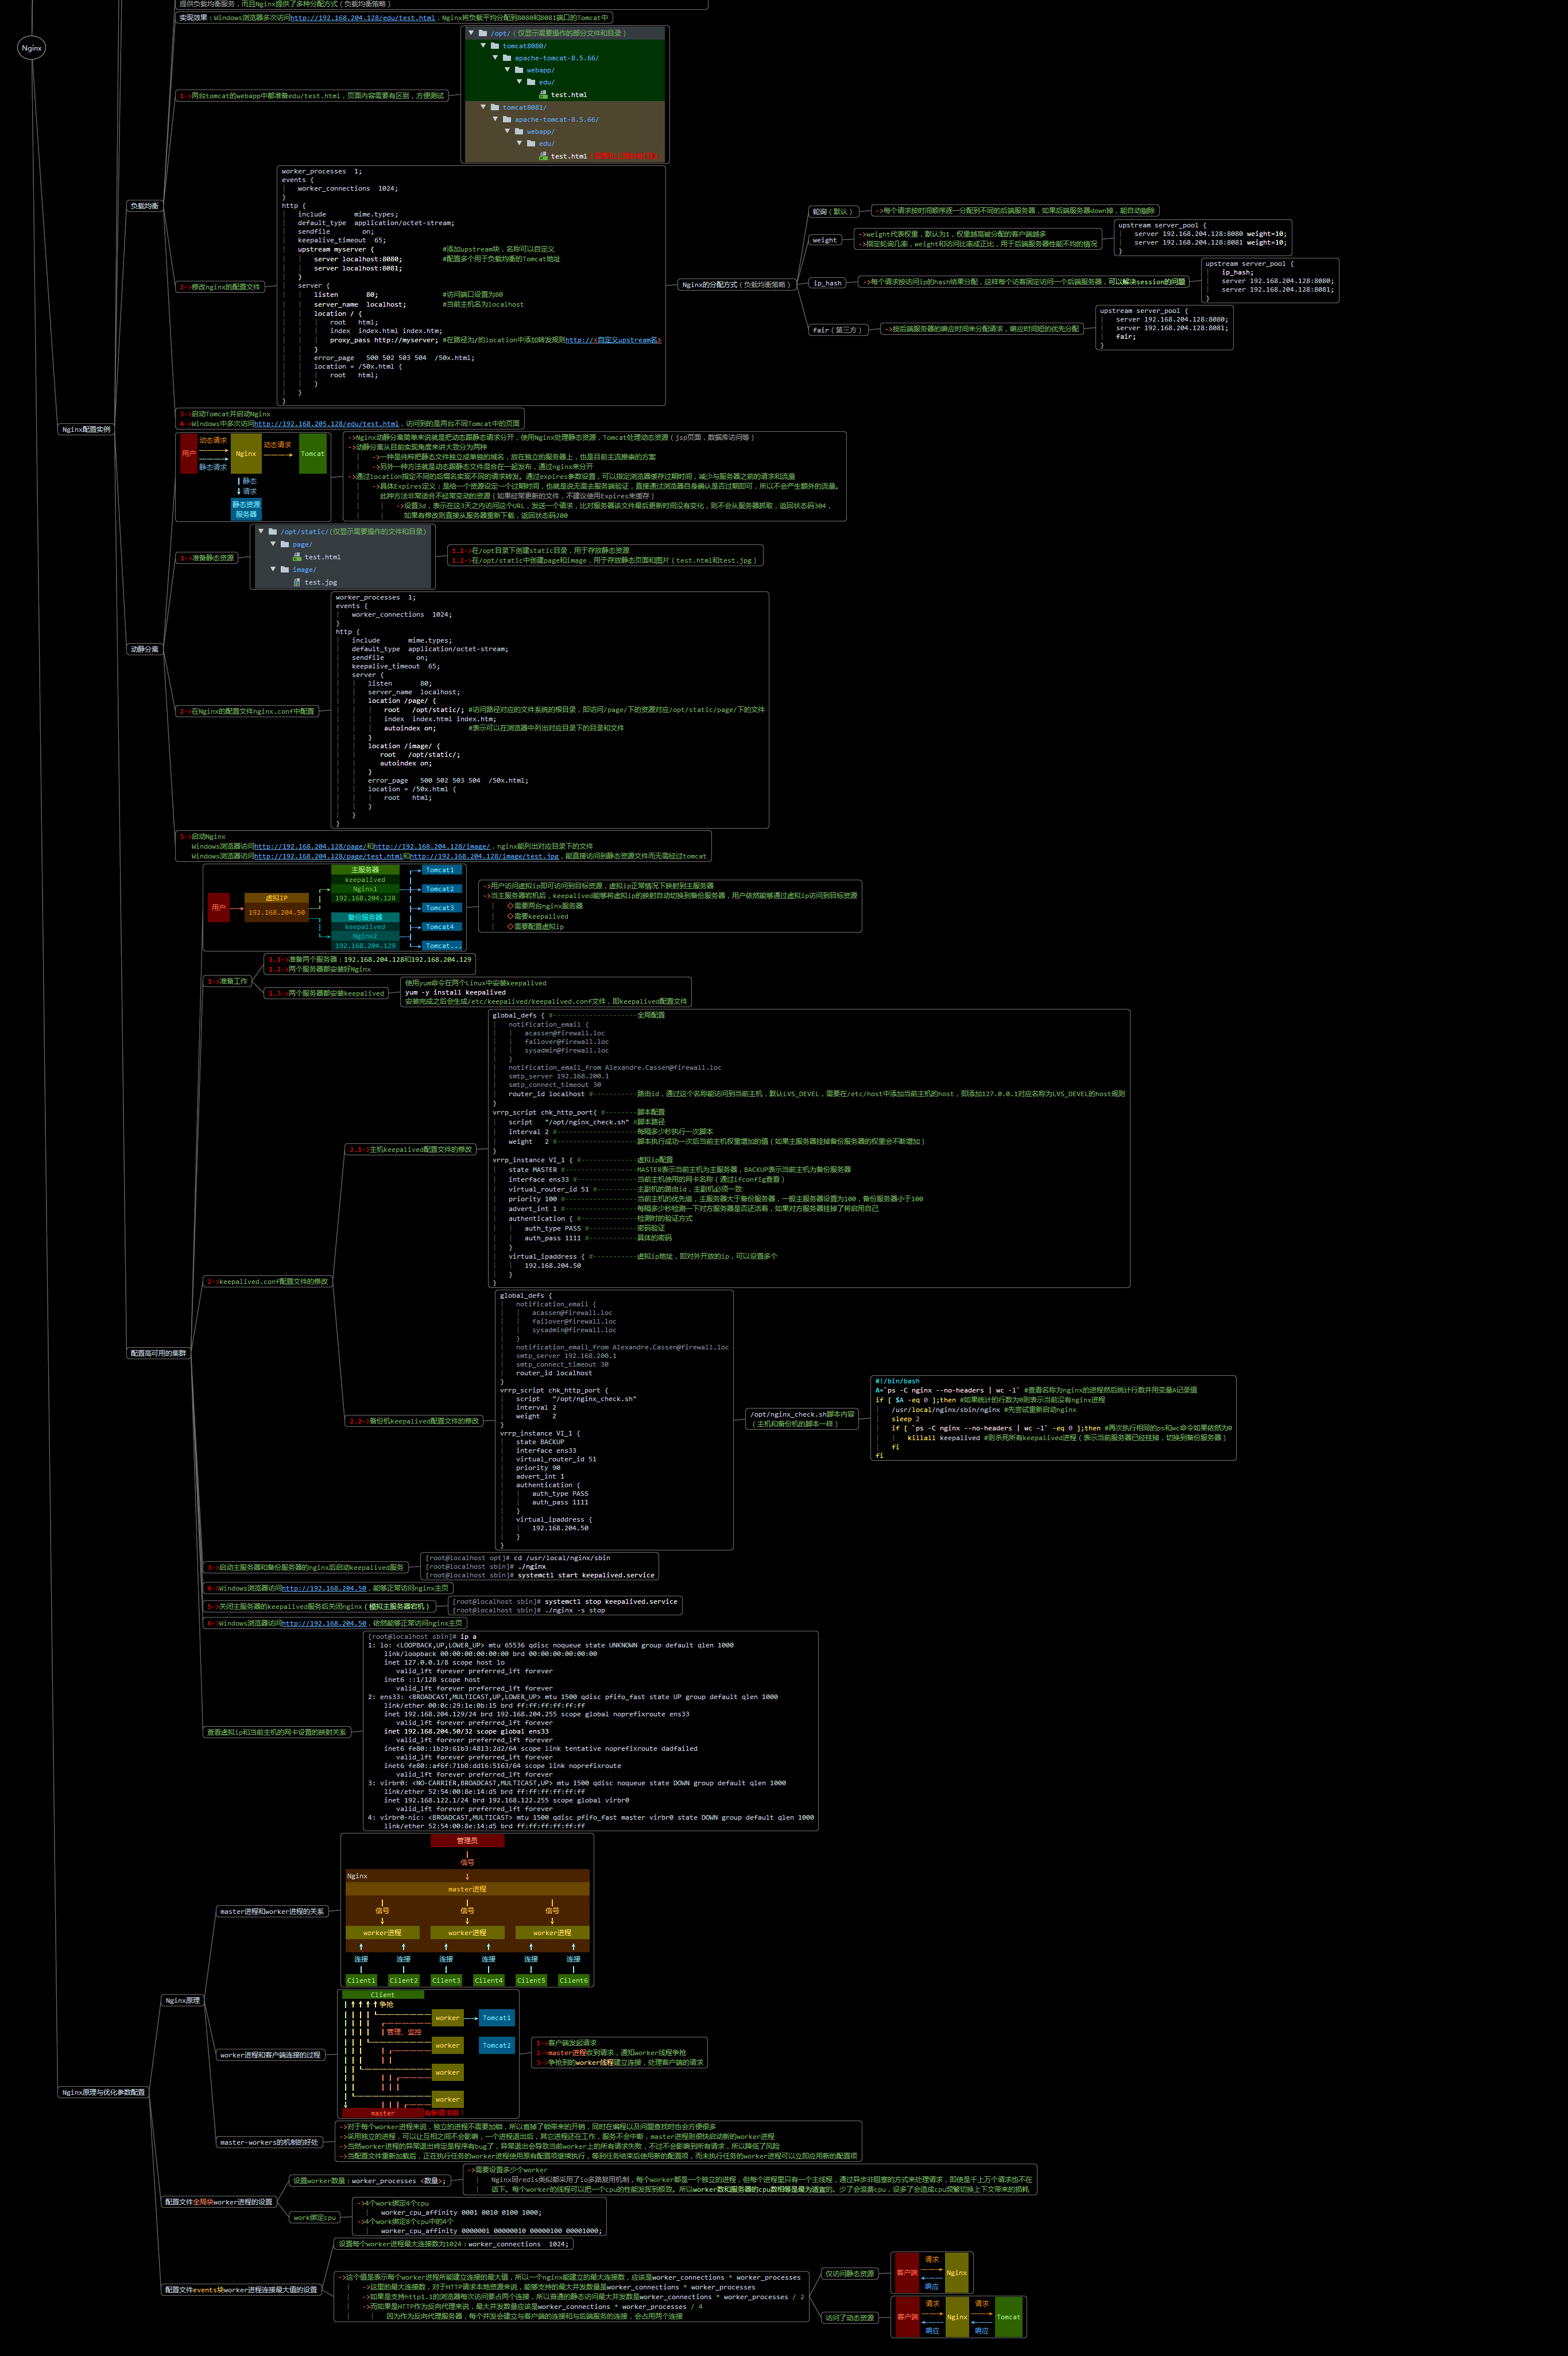 提供负载均衡服务，而且Nginx提供了多种分配方式（负载均衡策略）
实现效果：Windows浏览器多次访问http://192.168.204.128/edu/test.html，Nginx将负载平均分配到8080和8081端口的Tomcat中
Nginx
Nginx配置实例
负载均衡
1->两台tomcat的webapp中都准备edu/test.html，页面内容需要有区别，方便测试
/opt/（仅显示需要操作的部分文件和目录）
tomcat8080/
apache-tomcat-8.5.66/
webapp/
edu/
test.html
tomcat8081/
apache-tomcat-8.5.66/
webapp/
edu/
test.html
2->修改nginx的配置文件
worker_processes  1;
events {
worker_connections  1024;
}
http {
include       mime.types;
default_type  application/octet-stream;
sendfile        on;
keepalive_timeout  65;
upstream myserver {  #添加upstream块，名称可以自定义
server localhost:8080;  #配置多个用于负载均衡的Tomcat地址
server localhost:8081;
}
server {
listen       80;  #访问端口设置为80
server_name  localhost;  #当前主机名为localhost
location / {
root   html;
index  index.html index.htm;
proxy_pass http://myserver; #在路径为/的location中添加转发规则http://<自定义upstream名>
}
error_page   500 502 503 504  /50x.html;
location = /50x.html {
root   html;
}
}
}
Nginx的分配方式（负载均衡策略）
轮询（默认）
->每个请求按时间顺序逐一分配到不同的后端服务器，如果后端服务器down掉，能自动剔除
weight
->weight代表权重，默认为1，权重越高被分配的客户端越多
->指定轮询几率，weight和访问比率成正比，用于后端服务器性能不均的情况
upstream server_pool {
server 192.168.204.128:8080 weight=10;
server 192.168.204.128:8081 weight=10;
}
ip_hash
->每个请求按访问ip的hash结果分配，这样每个访客固定访问一个后端服务器，可以解决session的问题
upstream server_pool {
ip_hash;
server 192.168.204.128:8080;
server 192.168.204.128:8081;
}
fair（第三方）
->按后端服务器的响应时间来分配请求，响应时间短的优先分配
upstream server_pool {
server 192.168.204.128:8080;
server 192.168.204.128:8081;
fair;
}
3->启动Tomcat并启动Nginx
4->Windows中多次访问http://192.168.205.128/edu/test.html，访问到的是两台不同Tomcat中的页面
动静分离
用户
动态请求
静态请求
Nginx
动态请求
Tomcat
静态
请求
静态资源
服务器
->Nginx动静分离简单来说就是把动态跟静态请求分开，使用Nginx处理静态资源，Tomcat处理动态资源（jsp页面，数据库访问等）
->动静分离从目前实现角度来讲大致分为两种
->一种是纯粹把静态文件独立成单独的域名，放在独立的服务器上，也是目前主流推崇的方案
->另外一种方法就是动态跟静态文件混合在一起发布，通过nginx来分开
->通过location指定不同的后缀名实现不同的请求转发。通过expires参数设置，可以指定浏览器缓存过期时间，减少与服务器之前的请求和流量
->具体Expires定义：是给一个资源设定一个过期时间，也就是说无需去服务端验证，直接通过浏览器自身确认是否过期即可，所以不会产生额外的流量。
此种方法非常适合不经常变动的资源（如果经常更新的文件，不建议使用Expires来缓存）
->设置3d，表示在这3天之内访问这个URL，发送一个请求，比对服务器该文件最后更新时间没有变化，则不会从服务器抓取，返回状态码304，
如果有修改则直接从服务器重新下载，返回状态码200
1->准备静态资源
/opt/static/(仅显示需要操作的文件和目录)
page/
test.html
image/
test.jpg
1.1->在/opt目录下创建static目录，用于存放静态资源
1.2->在/opt/static中创建page和image，用于存放静态页面和图片（test.html和test.jpg）
2->在Nginx的配置文件nginx.conf中配置
worker_processes  1;
events {
worker_connections  1024;
}
http {
include       mime.types;
default_type  application/octet-stream;
sendfile        on;
keepalive_timeout  65;
server {
listen       80;
server_name  localhost;
location /page/ {
root   /opt/static/; #访问路径对应的文件系统的根目录，即访问/page/下的资源对应/opt/static/page/下的文件
index  index.html index.htm;
autoindex on;  #表示可以在浏览器中列出对应目录下的目录和文件
}
location /image/ {
root   /opt/static/;
autoindex on;
}
error_page   500 502 503 504  /50x.html;
location = /50x.html {
root   html;
}
}
}
3->启动Nginx
Windows浏览器访问http://192.168.204.128/page/和http://192.168.204.128/image/，nginx能列出对应目录下的文件
Windows浏览器访问http://192.168.204.128/page/test.html和http://192.168.204.128/image/test.jpg，能直接访问到静态资源文件而无需经过tomcat
配置高可用的集群
用户
虚拟IP
192.168.204.50
主服务器
keepalived
Nginx1
192.168.204.128
备份服务器
keepalived
Nginx2
192.168.204.129
Tomcat1
Tomcat2
Tomcat3
Tomcat4
Tomcat...
->用户访问虚拟ip即可访问到目标资源，虚拟ip正常情况下映射到主服务器
->当主服务器宕机后，keepalived能够将虚拟ip的映射自动切换到备份服务器，用户依然能够通过虚拟ip访问到目标资源
◇需要两台nginx服务器
◇需要keepalived
◇需要配置虚拟ip
1->准备工作
1.1->准备两个服务器：192.168.204.128和192.168.204.129
1.2->两个服务器都安装好Nginx
1.3->两个服务器都安装keepalived
使用yum命令在两个Linux中安装keepalived
yum -y install keepalived
安装完成之后会生成/etc/keepalived/keepalived.conf文件，即keepalived配置文件
2->keepalived.conf配置文件的修改
2.1->主机keepalived配置文件的修改
global_defs { #---------------------全局配置
notification_email {
acassen@firewall.loc
failover@firewall.loc
sysadmin@firewall.loc
}
notification_email_from Alexandre.Cassen@firewall.loc
smtp_server 192.168.200.1
smtp_connect_timeout 30
router_id localhost #-----------路由id，通过这个名称能访问到当前主机，默认LVS_DEVEL，需要在/etc/host中添加当前主机的host，即添加127.0.0.1对应名称为LVS_DEVEL的host规则
}
vrrp_script chk_http_port{ #--------脚本配置
script   "/opt/nginx_check.sh" #脚本路径
interval 2 #--------------------每隔多少秒执行一次脚本
weight   2 #--------------------脚本执行成功一次后当前主机权重增加的值（如果主服务器挂掉备份服务器的权重会不断增加）
}
vrrp_instance VI_1 { #--------------虚拟ip配置
state MASTER #------------------MASTER表示当前主机为主服务器，BACKUP表示当前主机为备份服务器
interface ens33 #---------------当前主机使用的网卡名称（通过ifconfig查看）
virtual_router_id 51 #----------主副机的路由id，主副机必须一致
priority 100 #------------------当前主机的优先级，主服务器大于备份服务器，一般主服务器设置为100，备份服务器小于100
advert_int 1 #------------------每隔多少秒检测一下对方服务器是否还活着，如果对方服务器挂掉了将启用自己
authentication { #--------------检测时的验证方式
auth_type PASS #------------密码验证
auth_pass 1111 #------------具体的密码
}
virtual_ipaddress { #-----------虚拟ip地址，即对外开放的ip，可以设置多个
192.168.204.50
}
}
2.2->备份机keepalived配置文件的修改
global_defs {
notification_email {
acassen@firewall.loc
failover@firewall.loc
sysadmin@firewall.loc
}
notification_email_from Alexandre.Cassen@firewall.loc
smtp_server 192.168.200.1
smtp_connect_timeout 30
router_id localhost
}
vrrp_script chk_http_port {
script   "/opt/nginx_check.sh"
interval 2
weight   2
}
vrrp_instance VI_1 {
state BACKUP
interface ens33
virtual_router_id 51
priority 90
advert_int 1
authentication {
auth_type PASS
auth_pass 1111
}
virtual_ipaddress {
192.168.204.50
}
}
/opt/nginx_check.sh脚本内容
（主机和备份机的脚本一样）
#!/bin/bash
A=`ps -C nginx --no-headers | wc -l` #查看名称为nginx的进程然后统计行数并用变量A记录值
if [ $A -eq 0 ];then #如果统计的行数为0则表示当前没有nginx进程
/usr/local/nginx/sbin/nginx #先尝试重新启动nginx
sleep 2
if [ `ps -C nginx --no-headers | wc -l` -eq 0 ];then #再次执行相同的ps和wc命令如果依然为0
killall keepalived #则杀死所有keepalived进程（表示当前服务器已经挂掉，切换到备份服务器）
fi
fi
3->启动主服务器和备份服务器的nginx后启动keepalived服务
[root@localhost opt]# cd /usr/local/nginx/sbin
[root@localhost sbin]# ./nginx
[root@localhost sbin]# systemctl start keepalived.service
4->Windows浏览器访问http://192.168.204.50，能够正常访问nginx主页
5->关闭主服务器的keepalived服务后关闭nginx（模拟主服务器宕机）
[root@localhost sbin]# systemctl stop keepalived.service
[root@localhost sbin]# ./nginx -s stop
6->Windows浏览器访问http://192.168.204.50，依然能够正常访问nginx主页
查看虚拟ip和当前主机的网卡设置的映射关系
[root@localhost sbin]# ip a
1: lo: <LOOPBACK,UP,LOWER_UP> mtu 65536 qdisc noqueue state UNKNOWN group default qlen 1000
link/loopback 00:00:00:00:00:00 brd 00:00:00:00:00:00
inet 127.0.0.1/8 scope host lo
valid_lft forever preferred_lft forever
inet6 ::1/128 scope host
valid_lft forever preferred_lft forever
2: ens33: <BROADCAST,MULTICAST,UP,LOWER_UP> mtu 1500 qdisc pfifo_fast state UP group default qlen 1000
link/ether 00:0c:29:1e:0b:15 brd ff:ff:ff:ff:ff:ff
inet 192.168.204.129/24 brd 192.168.204.255 scope global noprefixroute ens33
valid_lft forever preferred_lft forever
inet 192.168.204.50/32 scope global ens33
valid_lft forever preferred_lft forever
inet6 fe80::1b29:61b3:4813:2d2/64 scope link tentative noprefixroute dadfailed
valid_lft forever preferred_lft forever
inet6 fe80::af6f:71b8:dd16:5163/64 scope link noprefixroute
valid_lft forever preferred_lft forever
3: virbr0: <NO-CARRIER,BROADCAST,MULTICAST,UP> mtu 1500 qdisc noqueue state DOWN group default qlen 1000
link/ether 52:54:00:8e:14:d5 brd ff:ff:ff:ff:ff:ff
inet 192.168.122.1/24 brd 192.168.122.255 scope global virbr0
valid_lft forever preferred_lft forever
4: virbr0-nic: <BROADCAST,MULTICAST> mtu 1500 qdisc pfifo_fast master virbr0 state DOWN group default qlen 1000
link/ether 52:54:00:8e:14:d5 brd ff:ff:ff:ff:ff:ff
Nginx原理与优化参数配置
Nginx原理
master进程和worker进程的关系
管理员
信号
Nginx
master进程
信号 信号 信号
worker进程 worker进程 worker进程
连接 连接 连接 连接 连接 连接
Cilent1 Cilent2 Cilent3 Cilent4 Cilent5 Cilent6
worker进程和客户端连接的过程
Client
争抢
worker
Tomcat1
管理、监控
worker
Tomcat2
worker
worker
master
有新请求啦！
1->客户端发起请求
2->master进程收到请求，通知worker线程争抢
3->争抢到的worker线程建立连接，处理客户端的请求
master-workers的机制的好处
->对于每个worker进程来说，独立的进程不需要加锁，所以省掉了锁带来的开销，同时在编程以及问题查找时也会方便很多
->采用独立的进程，可以让互相之间不会影响，一个进程退出后，其它进程还在工作，服务不会中断，master进程则很快启动新的worker进程
->当然worker进程的异常退出肯定是程序有bug了，异常退出会导致当前worker上的所有请求失败，不过不会影响到所有请求，所以降低了风险
->当配置文件重新加载后，正在执行任务的worker进程使用原有配置项继续执行，等到任务结束后使用新的配置项，而未执行任务的worker进程可以立即应用新的配置项
配置文件全局块worker进程的设置
设置worker数量：worker_processes <数量>;
->需要设置多少个worker
Nginx同redis类似都采用了io多路复用机制，每个worker都是一个独立的进程，但每个进程里只有一个主线程，通过异步非阻塞的方式来处理请求，即使是千上万个请求也不在
话下。每个worker的线程可以把一个cpu的性能发挥到极致。所以worker数和服务器的cpu数相等是最为适宜的。少了会浪费cpu，设多了会造成cpu频繁切换上下文带来的损耗
work绑定cpu
->4个work绑定4个cpu
worker_cpu_affinity 0001 0010 0100 1000;
->4个work绑定8个cpu中的4个
worker_cpu_affinity 0000001 00000010 00000100 00001000;
配置文件events块worker进程连接最大值的设置
设置每个worker进程最大连接数为1024：worker_connections  1024;
->这个值是表示每个worker进程所能建立连接的最大值，所以一个nginx能建立的最大连接数，应该是worker_connections * worker_processes
->这里的最大连接数，对于HTTP请求本地资源来说，能够支持的最大并发数量是worker_connections * worker_processes
->如果是支持http1.1的浏览器每次访问要占两个连接，所以普通的静态访问最大并发数是worker_connections * worker_processes / 2
->而如果是HTTP作为反向代理来说，最大并发数量应该是worker_connections * worker_processes / 4
因为作为反向代理服务器，每个并发会建立与客户端的连接和与后端服务的连接，会占用两个连接
仅访问静态资源
客户端
请求
响应
Nginx
访问了动态资源
客户端
请求
响应
Nginx
请求
响应
Tomcat